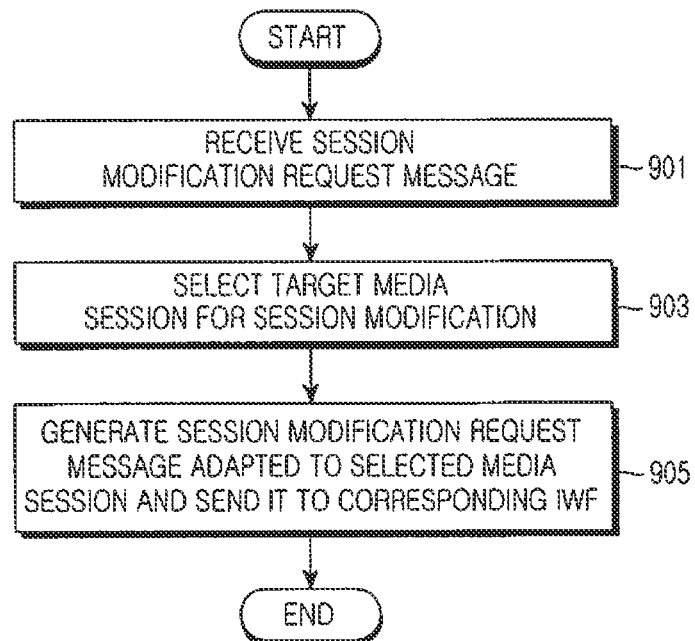 START
RECEIVE SESSION
MODIFICATION REQUEST MESSAGE
901
SELECT TARGET MEDIA
SESSION FOR SESSION MODIFICATION
903
GENERATE SESSION MODIFICATION REQUEST
MESSAGE ADAPTED TO SELECTED MEDIA
SESSION AND SEND IT TO CORRESPONDING IWF
905
END